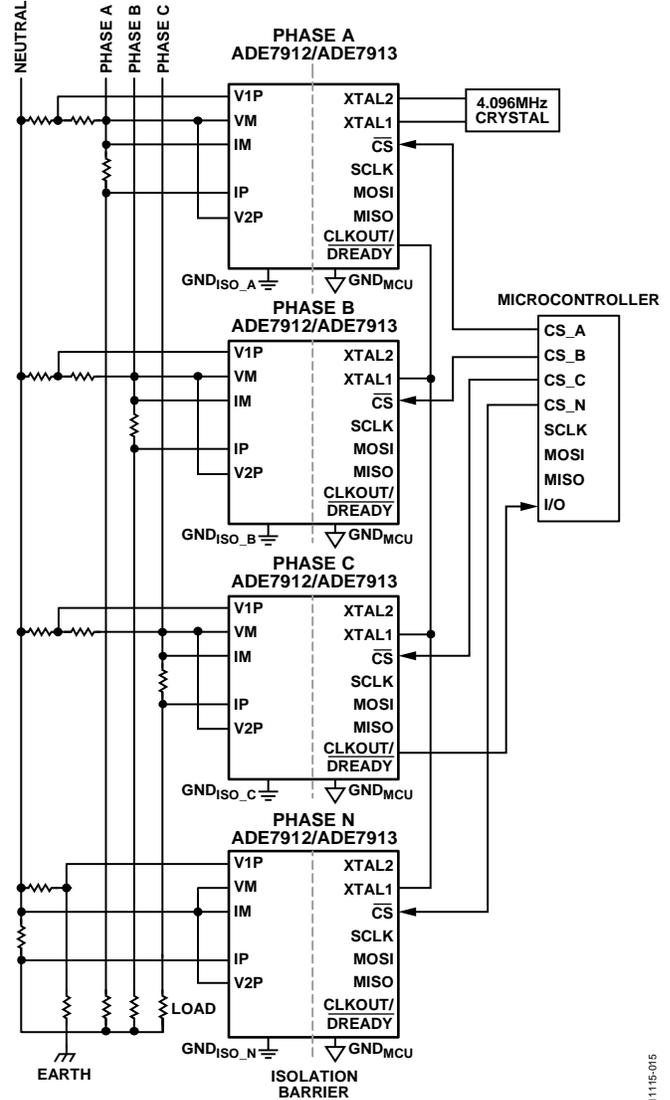 NEUTRAL
PHASE A
PHASE B
PHASE C
PHASE A
ADE7912/ADE7913
V1P
VM
IM
IP
V2P
XTAL2
XTAL1
CS
SCLK
MOSI
MISO
CLKOUT/
DREADY
4.096MHz
CRYSTAL
GNDISO_A
GNDMCU
PHASE B
ADE7912/ADE7913
V1P
VM
IM
IP
V2P
XTAL2
XTAL1
CS
SCLK
MOSI
MISO
CLKOUT/
DREADY
GNDISO_B
GNDMCU
MICROCONTROLLER
CS_A
CS_B
CS_C
CS_N
SCLK
MOSI
MISO
I/O
PHASE C
ADE7912/ADE7913
V1P
VM
IM
IP
V2P
XTAL2
XTAL1
CS
SCLK
MOSI
MISO
CLKOUT/
DREADY
GNDISO_C
GNDMCU
PHASE N
ADE7912/ADE7913
V1P
VM
IM
IP
V2P
XTAL2
XTAL1
CS
SCLK
MOSI
MISO
CLKOUT/
DREADY
LOAD
GNDISO_N
GNDMCU
EARTH
ISOLATION
BARRIER
11115-015